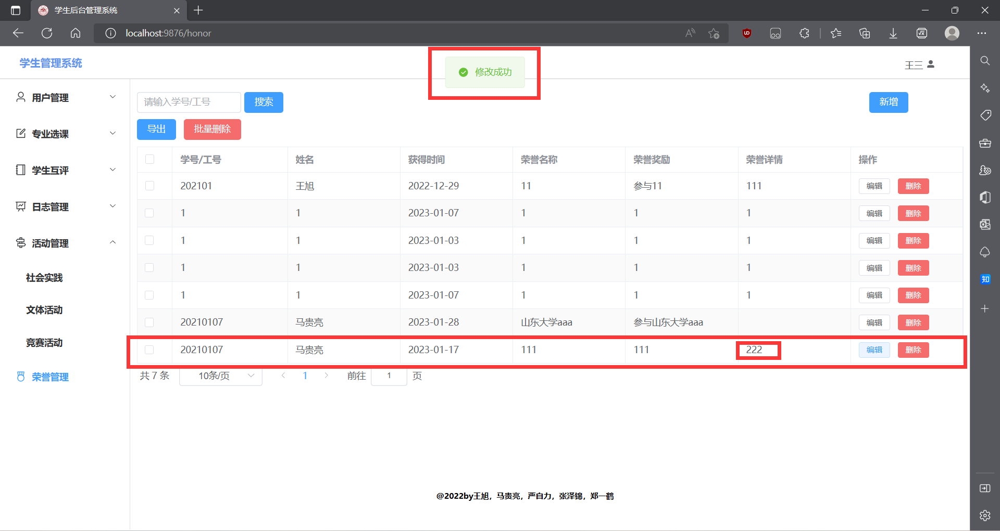 学生后台管理系统
localhost:9876/honor
学生管理系统
修改成功
王三
用户管理
专业选课
学生互评
日志管理
活动管理
社会实践
文体活动
竞赛活动
荣誉管理
请输入学号/工号 搜索 新增
导出 批量删除
学号/工号 姓名 获得时间 荣誉名称 荣誉奖励 荣誉详情 操作
202101 王旭 2022-12-29 11 参与11 111 编辑 删除
1 1 2023-01-07 1 1 1 编辑 删除
1 1 2023-01-03 1 1 1 编辑 删除
1 1 2023-01-03 1 1 1 编辑 删除
1 1 2023-01-07 1 1 1 编辑 删除
20210107 马贵亮 2023-01-28 山东大学aaa 参与山东大学aaa 编辑 删除
20210107 马贵亮 2023-01-17 111 111 222 编辑 删除
共 7 条 10条/页 1 前往 1 页
知
@2022by王旭，马贵亮，严自力，张泽锦，郑一鹤